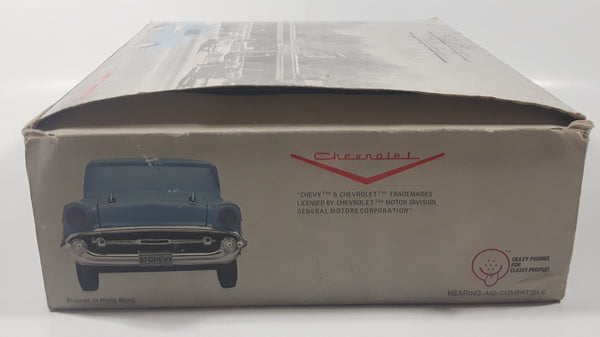 Chevrolet
"CHEVY™ & CHEVROLET™ TRADEMARKS
LICENSED BY CHEVROLET™ MOTOR DIVISION,
GENERAL MOTORS CORPORATION"
57 CHEVY
CRAZY PHONES
FOR
CLASSY PEOPLE!
Printed in Hong Kong
HEARING-AID-COMPATIBLE